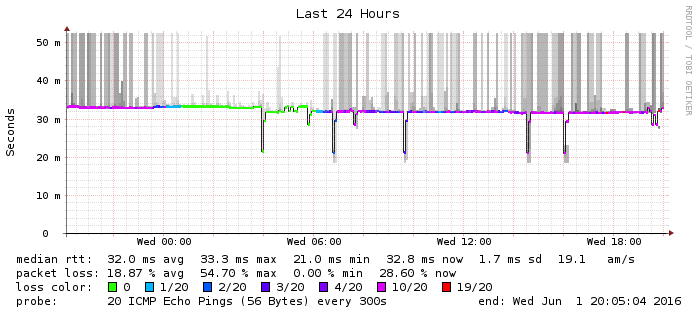 Last 24 Hours
RRDTOOL / TOBI OETIKER
Seconds
50 m
40 m
30 m
20 m
10 m
0
Wed 00:00 Wed 06:00 Wed 12:00 Wed 18:00
median rtt: 32.0 ms avg 33.3 ms max 21.0 ms min 32.8 ms now 1.7 ms sd 19.1 am/s
packet loss: 18.87 % avg 54.70 % max 0.00 % min 28.60 % now
loss color: 0 1/20 2/20 3/20 4/20 10/20 19/20
probe: 20 ICMP Echo Pings (56 Bytes) every 300s end: Wed Jun 1 20:05:04 2016